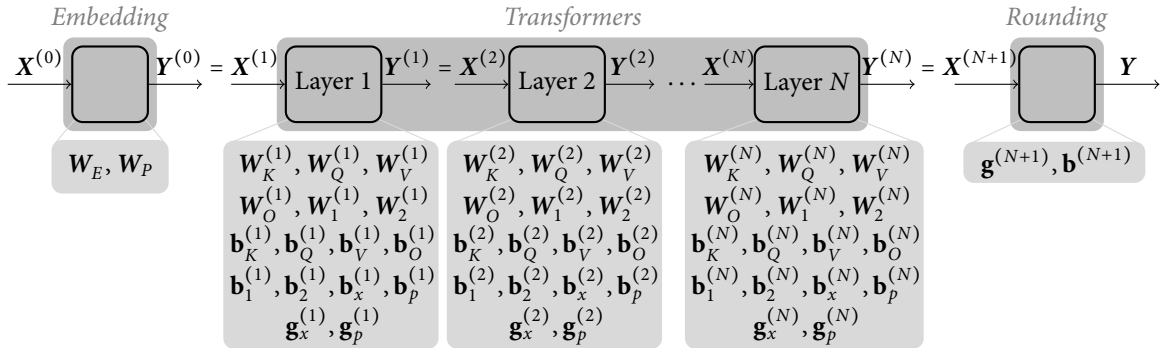 Embedding Transformers Rounding
X^(0) Y^(0) = X^(1) Layer 1 Y^(1) = X^(2) Layer 2 Y^(2) ⋯ X^(N) Layer N Y^(N) = X^(N+1) Y
W_E, W_P
W_K^(1), W_Q^(1), W_V^(1)
W_O^(1), W_1^(1), W_2^(1)
b_K^(1), b_Q^(1), b_V^(1), b_O^(1)
b_1^(1), b_2^(1), b_x^(1), b_p^(1)
g_x^(1), g_p^(1)
W_K^(2), W_Q^(2), W_V^(2)
W_O^(2), W_1^(2), W_2^(2)
b_K^(2), b_Q^(2), b_V^(2), b_O^(2)
b_1^(2), b_2^(2), b_x^(2), b_p^(2)
g_x^(2), g_p^(2)
W_K^(N), W_Q^(N), W_V^(N)
W_O^(N), W_1^(N), W_2^(N)
b_K^(N), b_Q^(N), b_V^(N), b_O^(N)
b_1^(N), b_2^(N), b_x^(N), b_p^(N)
g_x^(N), g_p^(N)
g^(N+1), b^(N+1)